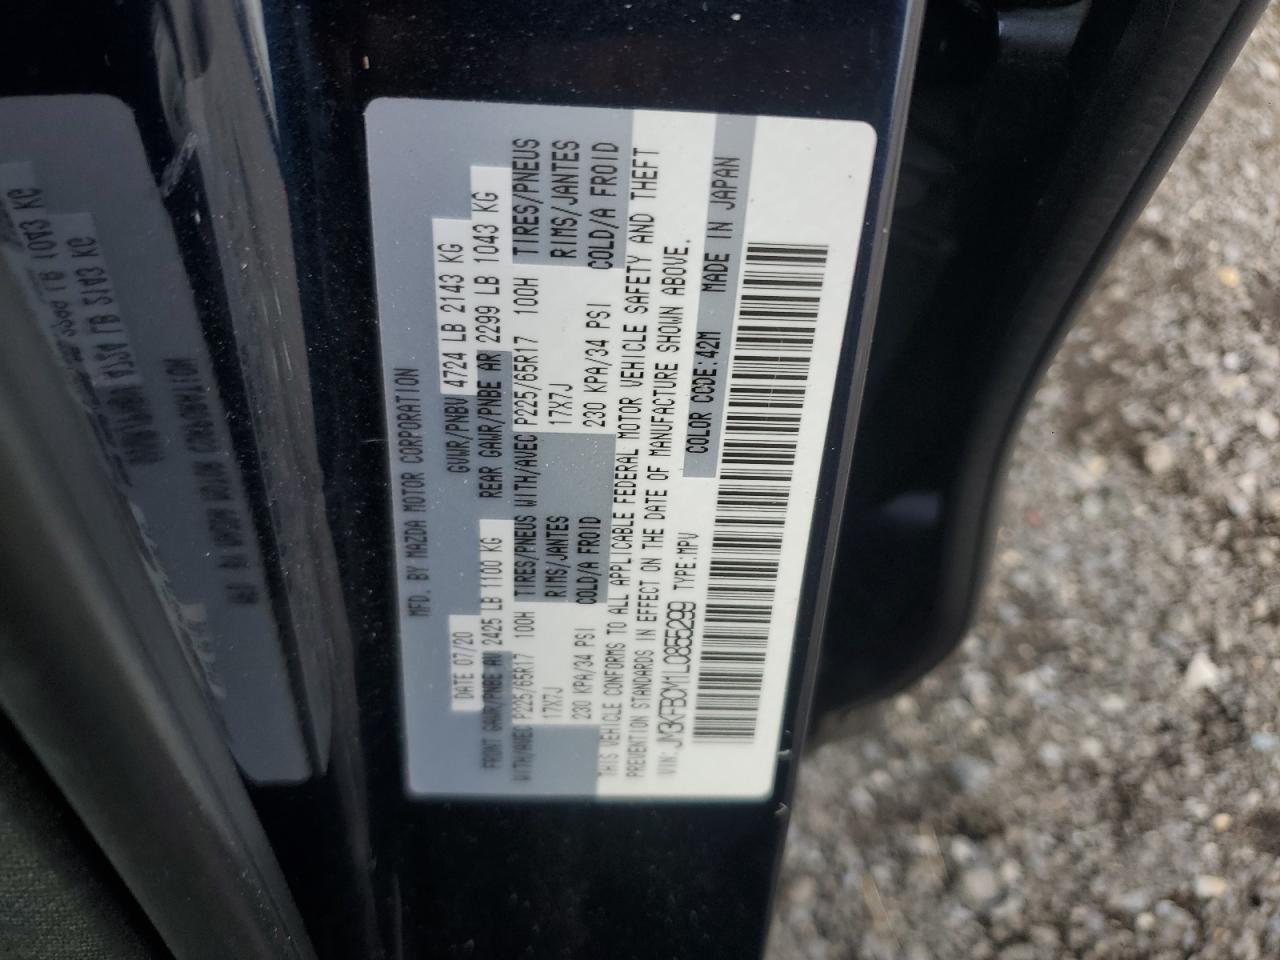 MFD. BY MAZDA MOTOR CORPORATION
DATE 07/20 GVWR/PNBV 4724 LB 2143 KG
FRONT GAWR/PNBE AV 2425 LB 1100 KG REAR GAWR/PNBE AR 2299 LB 1043 KG
WITH/AVEC P225/65R17 100H TIRES/PNEUS WITH/AVEC P225/65R17 100H TIRES/PNEUS
17X7J RIMS/JANTES 17X7J RIMS/JANTES
230 KPA/34 PSI COLD/A FROID 230 KPA/34 PSI COLD/A FROID
THIS VEHICLE CONFORMS TO ALL APPLICABLE FEDERAL MOTOR VEHICLE SAFETY AND THEFT
PREVENTION STANDARDS IN EFFECT ON THE DATE OF MANUFACTURE SHOWN ABOVE.
VIN:JM3KFBCM1L0855299 TYPE:MPV COLOR CODE:42M MADE IN JAPAN